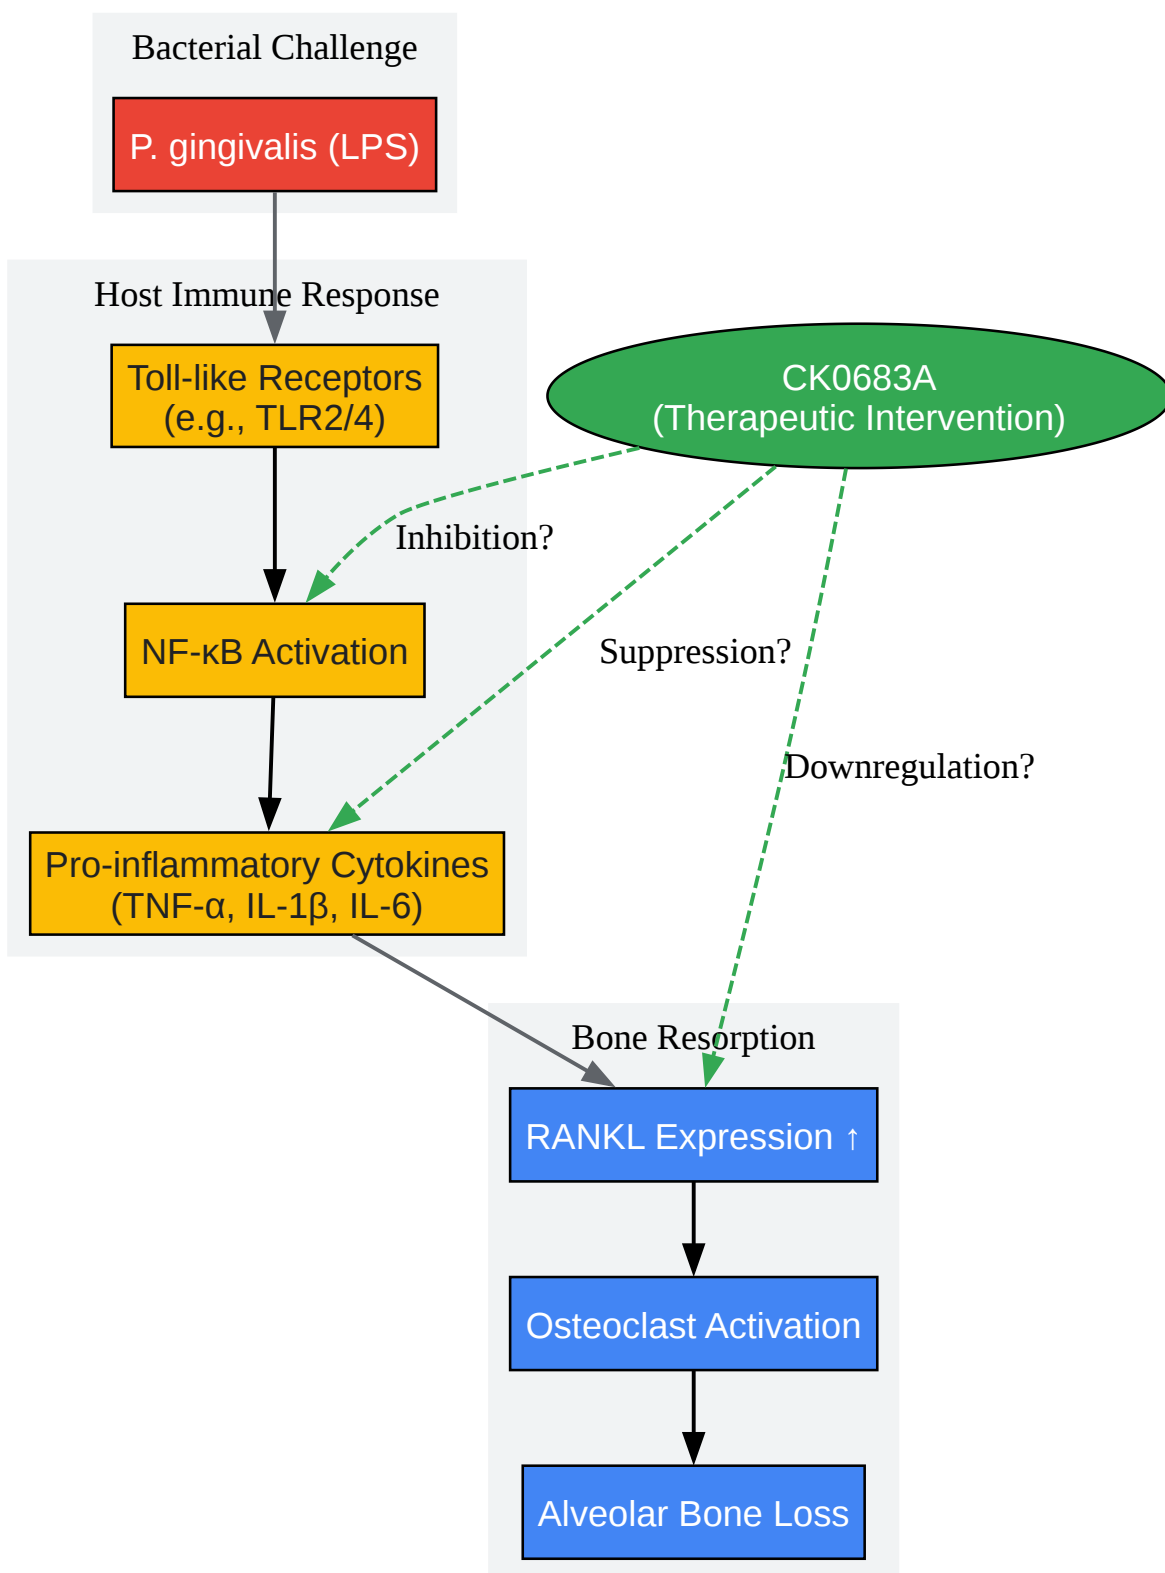 Bacterial Challenge
P. gingivalis (LPS)
Host Immune Response
Toll-like Receptors
(e.g., TLR2/4)
CK0683A
(Therapeutic Intervention)
Inhibition?
NF-κB Activation
Suppression?
Downregulation?
Pro-inflammatory Cytokines
(TNF-α, IL-1β, IL-6)
Bone Resorption
RANKL Expression ↑
Osteoclast Activation
Alveolar Bone Loss